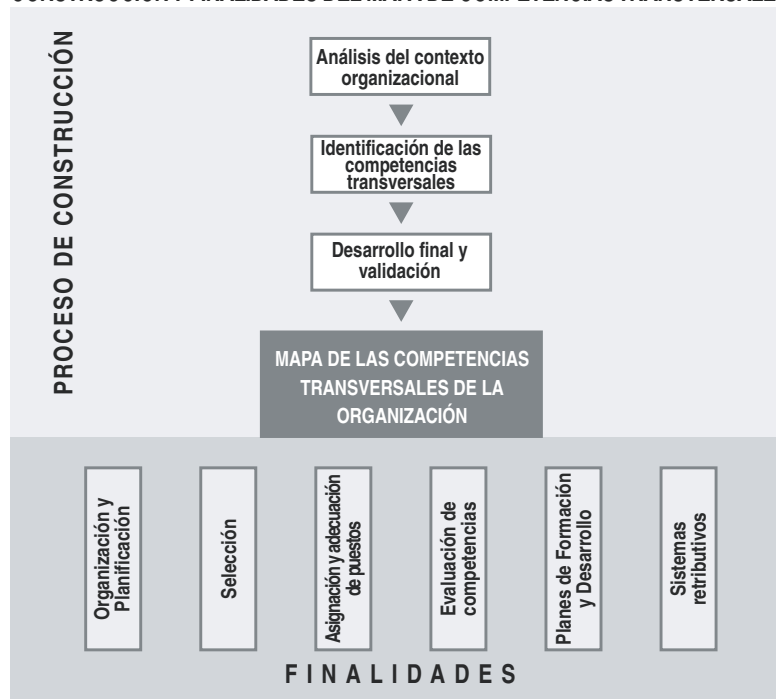 PROCESO DE CONSTRUCCIÓN
Análisis del contexto
organizacional
Identificación de las
competencias
transversales
Desarrollo final y
validación
MAPA DE LAS COMPETENCIAS
TRANSVERSALES DE LA
ORGANIZACIÓN
Organización y
Planificación
Selección
Asignación y adecuación
de puestos
Evaluación de
competencias
Planes de Formación
y Desarrollo
Sistemas
retributivos
FINALIDADES